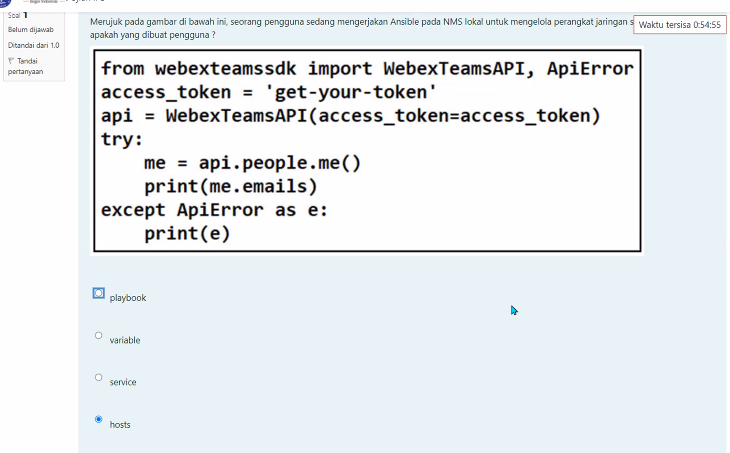 Soal 1
Belum dijawab
Ditandai dari 1.0
Tandai
pertanyaan
Merujuk pada gambar di bawah ini, seorang pengguna sedang mengerjakan Ansible pada NMS lokal untuk mengelola perangkat jaringan
Waktu tersisa 0:54:55
apakah yang dibuat pengguna ?
from webexteamssdk import WebexTeamsAPI, ApiError
access_token = 'get-your-token'
api = WebexTeamsAPI(access_token=access_token)
try:
me = api.people.me()
print(me.emails)
except ApiError as e:
print(e)
playbook
variable
service
hosts